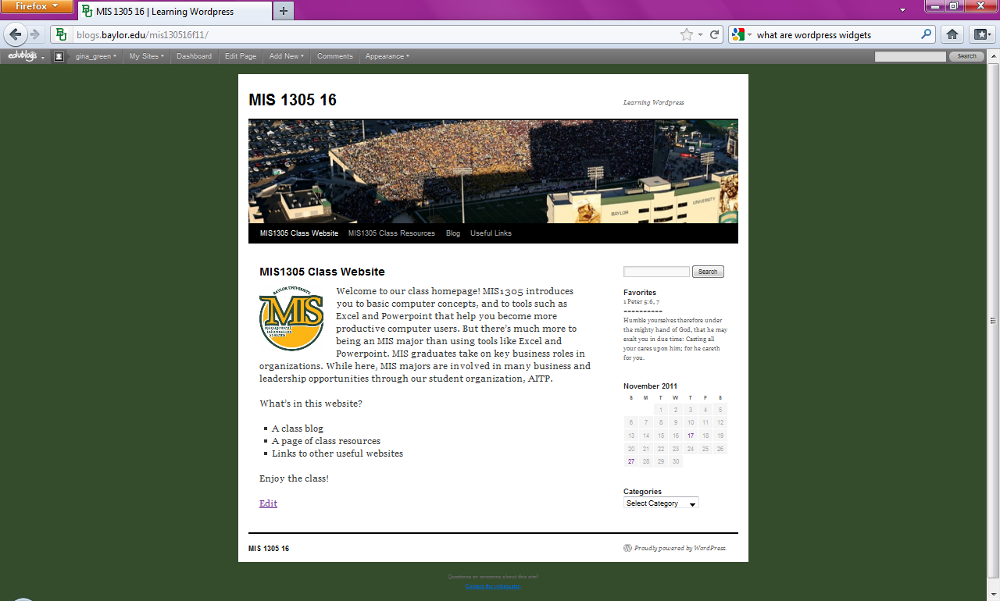 Firefox
MIS 1305 16 | Learning Wordpress
blogs.baylor.edu/mis130516f11/
what are wordpress widgets
edublogs gina_green My Sites Dashboard Edit Page Add New Comments Appearance Search
MIS 1305 16
Learning Wordpress
BAYLOR UNIVERSITY
MIS1305 Class Website MIS1305 Class Resources Blog Useful Links
MIS1305 Class Website
BAYLOR UNIVERSITY
MIS
management
information
systems
Welcome to our class homepage! MIS1305 introduces
you to basic computer concepts, and to tools such as
Excel and Powerpoint that help you become more
productive computer users. But there's much more to
being an MIS major than using tools like Excel and
Powerpoint. MIS graduates take on key business roles in
organizations. While here, MIS majors are involved in many business and
leadership opportunities through our student organization, AITP.
What's in this website?
A class blog
A page of class resources
Links to other useful websites
Enjoy the class!
Edit
Search
Favorites
1 Peter 5:6, 7
==========
Humble yourselves therefore under
the mighty hand of God, that he may
exalt you in due time: Casting all
your cares upon him; for he careth
for you.
November 2011
S M T W T F S
1 2 3 4 5
6 7 8 9 10 11 12
13 14 15 16 17 18 19
20 21 22 23 24 25 26
27 28 29 30
Categories
Select Category
MIS 1305 16
Proudly powered by WordPress.
Questions or concerns about this site?
Contact the webmaster.